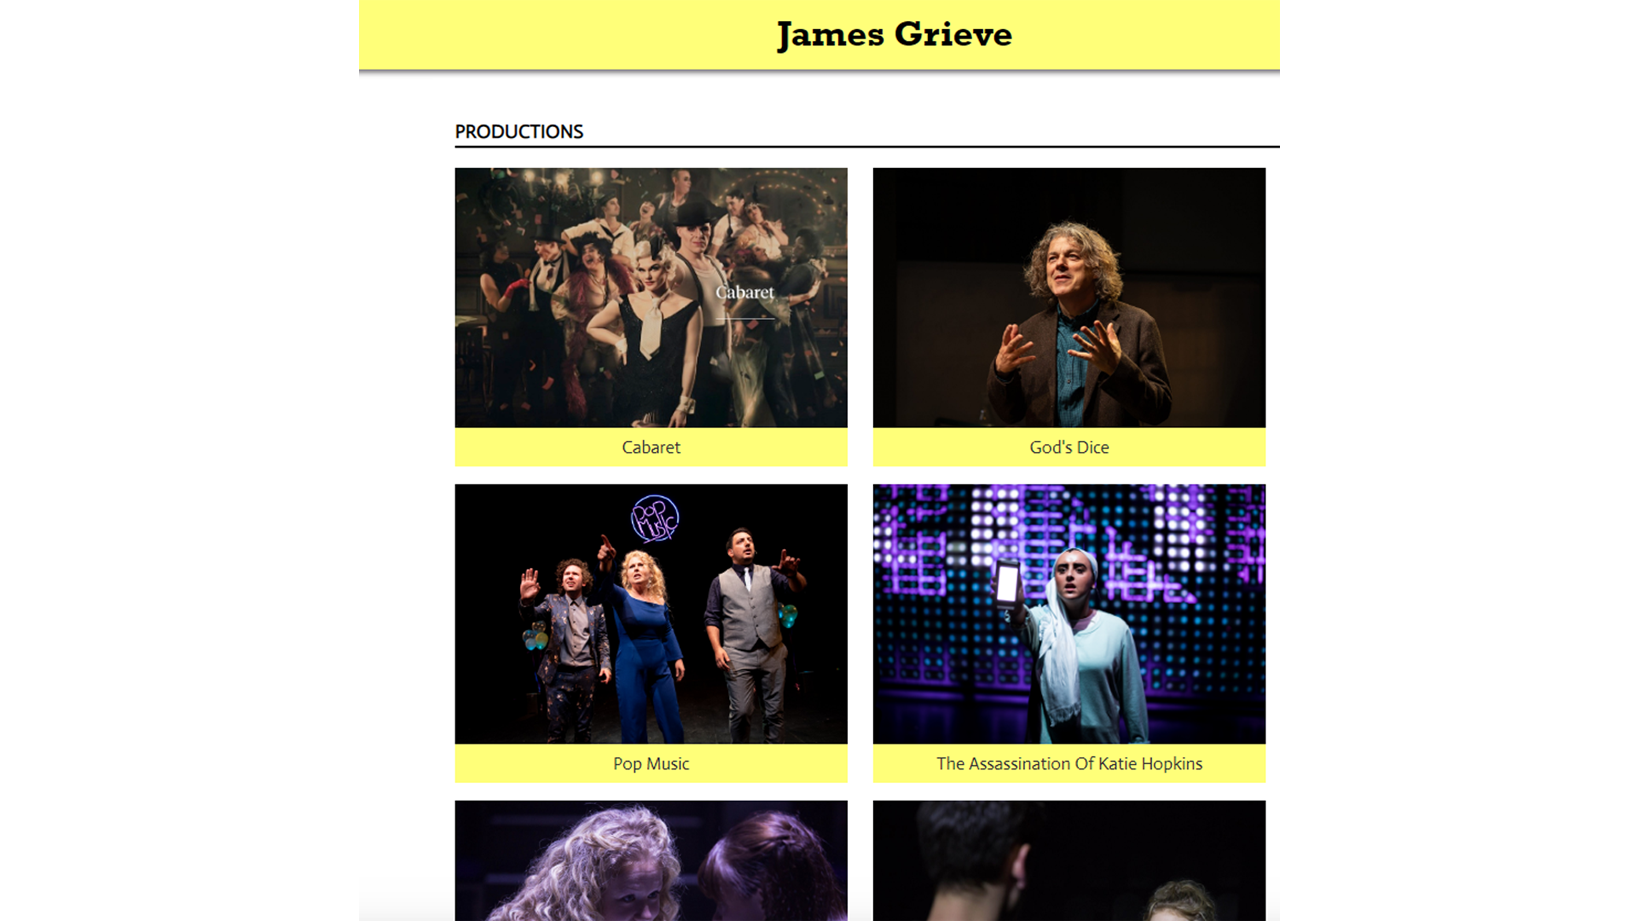 James Grieve
PRODUCTIONS
Cabaret
Cabaret
God's Dice
POP
MUSIC
Pop Music
The Assassination Of Katie Hopkins